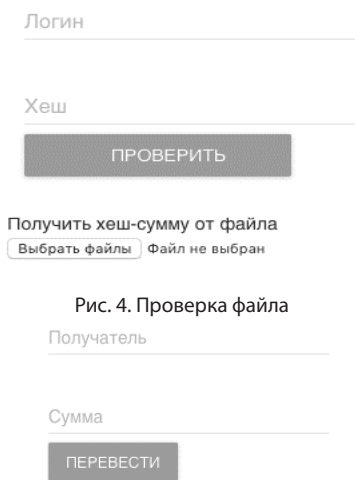 Логин
Хеш
ПРОВЕРИТЬ
Получить хеш-сумму от файла
Выбрать файлы Файл не выбран
Рис. 4. Проверка файла
Получатель
Сумма
ПЕРЕВЕСТИ